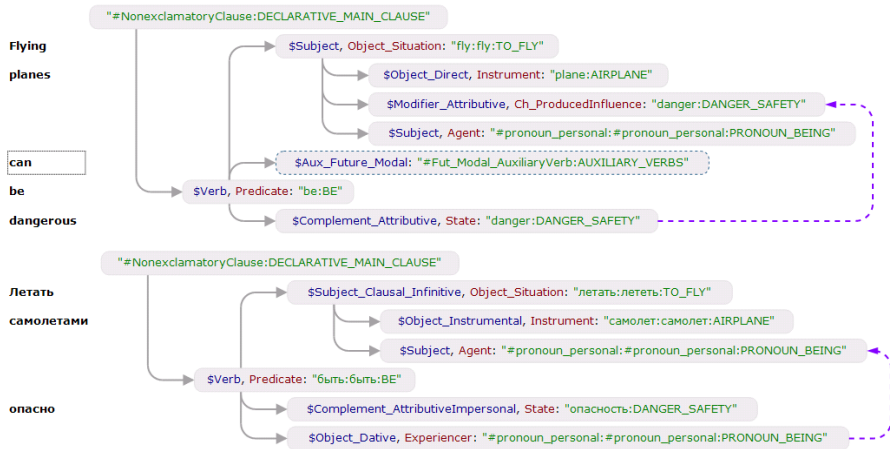 "#NonexclamatoryClause:DECLARATIVE_MAIN_CLAUSE"
Flying $Subject, Object_Situation: "fly:fly:TO_FLY"
planes $Object_Direct, Instrument: "plane:AIRPLANE"
$Modifier_Attributive, Ch_ProducedInfluence: "danger:DANGER_SAFETY"
$Subject, Agent: "#pronoun_personal:#pronoun_personal:PRONOUN_BEING"
can $Aux_Future_Modal: "#Fut_Modal_AuxiliaryVerb:AUXILIARY_VERBS"
be $Verb, Predicate: "be:BE"
dangerous $Complement_Attributive, State: "danger:DANGER_SAFETY"
"#NonexclamatoryClause:DECLARATIVE_MAIN_CLAUSE"
Летать $Subject_Clausal_Infinitive, Object_Situation: "летать:лететь:TO_FLY"
самолетами $Object_Instrumental, Instrument: "самолет:самолет:AIRPLANE"
$Subject, Agent: "#pronoun_personal:#pronoun_personal:PRONOUN_BEING"
$Verb, Predicate: "быть:быть:BE"
опасно $Complement_AttributiveImpersonal, State: "опасность:DANGER_SAFETY"
$Object_Dative, Experiencer: "#pronoun_personal:#pronoun_personal:PRONOUN_BEING"